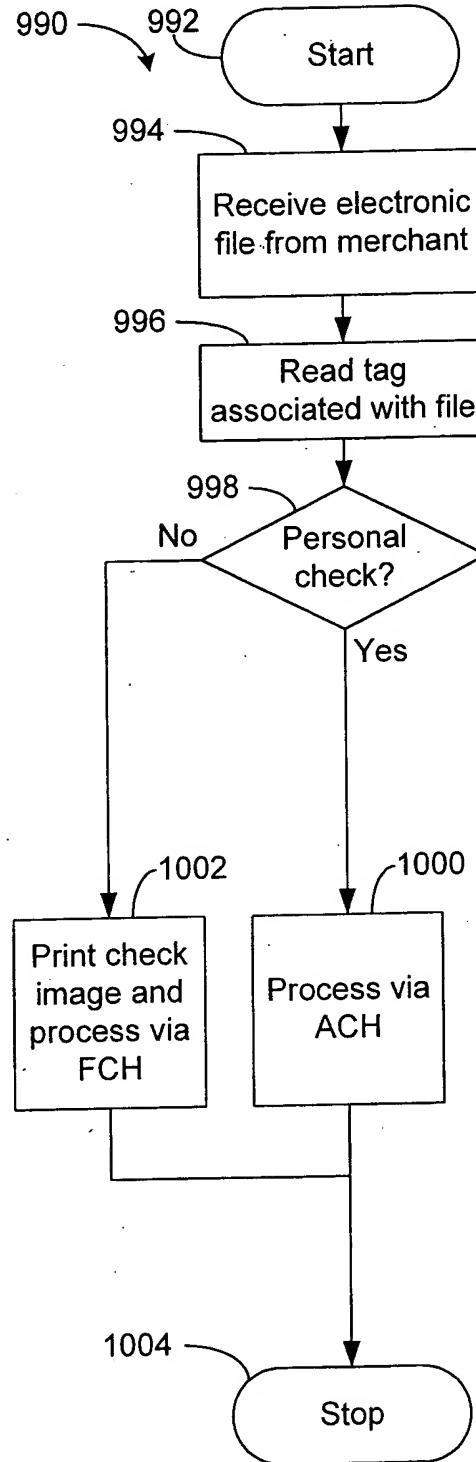 990
992
Start
994
Receive electronic
file from merchant
996
Read tag
associated with file
998
No
Personal
check?
Yes
1002
1000
Print check
image and
process via
FCH
Process via
ACH
1004
Stop